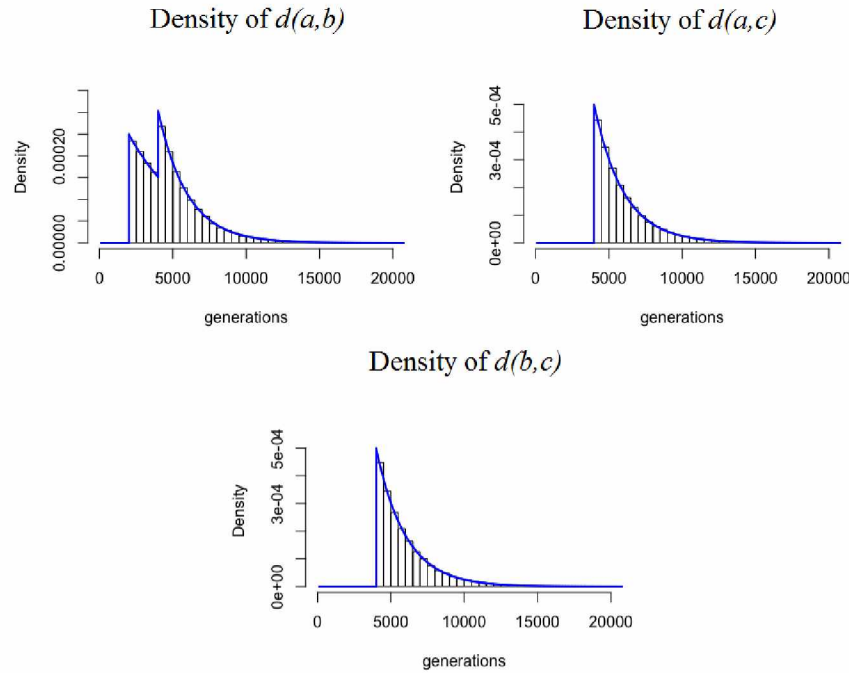 Density of d(a,b)
Density of d(a,c)
Density
0.00000
0.00020
0
5000
10000
15000
20000
generations
Density
0e+00
3e-04
5e-04
0
5000
10000
15000
20000
generations
Density of d(b,c)
Density
0e+00
3e-04
5e-04
0
5000
10000
15000
20000
generations